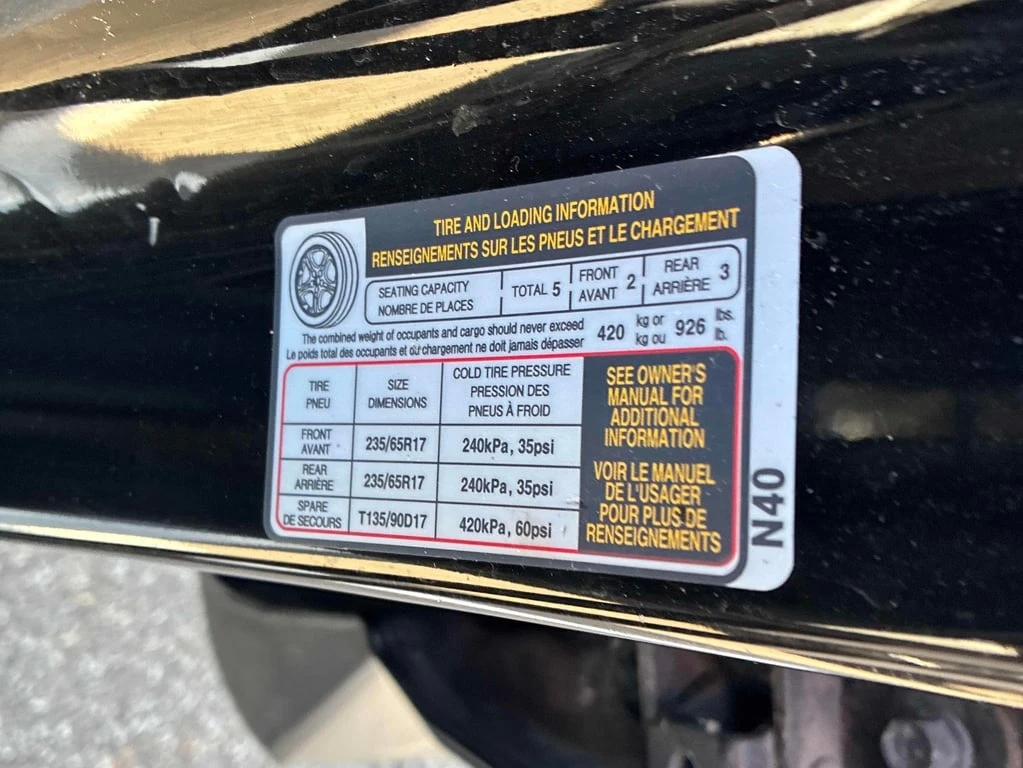 TIRE AND LOADING INFORMATION
RENSEIGNEMENTS SUR LES PNEUS ET LE CHARGEMENT
SEATING CAPACITY TOTAL 5 FRONT 2 REAR 3
NOMBRE DE PLACES AVANT ARRIÈRE
The combined weight of occupants and cargo should never exceed 420 kg or 926 lbs.
Le poids total des occupants et du chargement ne doit jamais dépasser kg ou lb.
TIRE SIZE COLD TIRE PRESSURE
PNEU DIMENSIONS PRESSION DES
PNEUS À FROID
FRONT 235/65R17 240kPa, 35psi
AVANT
REAR 235/65R17 240kPa, 35psi
ARRIÈRE
SPARE T135/90D17 420kPa, 60psi
DE SECOURS
SEE OWNER'S
MANUAL FOR
ADDITIONAL
INFORMATION
VOIR LE MANUEL
DE L'USAGER
POUR PLUS DE
RENSEIGNEMENTS
N40